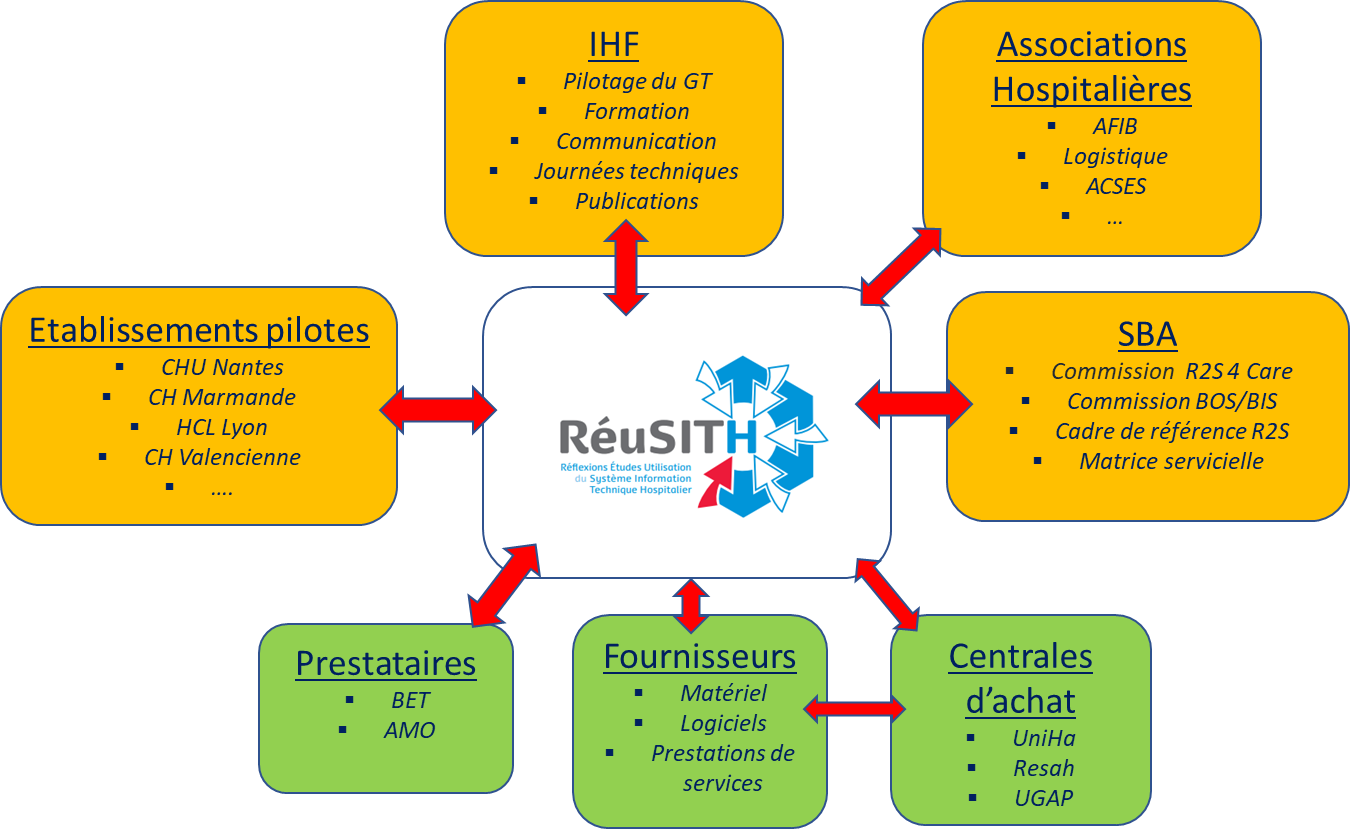 IHF
▪ Pilotage du GT
▪ Formation
▪ Communication
▪ Journées techniques
▪ Publications
Associations
Hospitalières
▪ AFIB
▪ Logistique
▪ ACSES
▪ ...
Etablissements pilotes
▪ CHU Nantes
▪ CH Marmande
▪ HCL Lyon
▪ CH Valencienne
▪ ....
RéuSITH
Réflexions Études Utilisation
du Système Information
Technique Hospitalier
SBA
▪ Commission R2S 4 Care
▪ Commission BOS/BIS
▪ Cadre de référence R2S
▪ Matrice servicielle
Prestataires
▪ BET
▪ AMO
Fournisseurs
▪ Matériel
▪ Logiciels
▪ Prestations de
services
Centrales
d’achat
▪ UniHa
▪ Resah
▪ UGAP